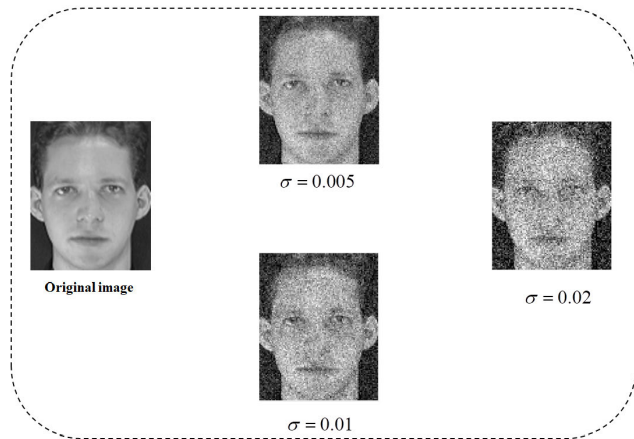 σ = 0.005
Original image
σ = 0.02
σ = 0.01